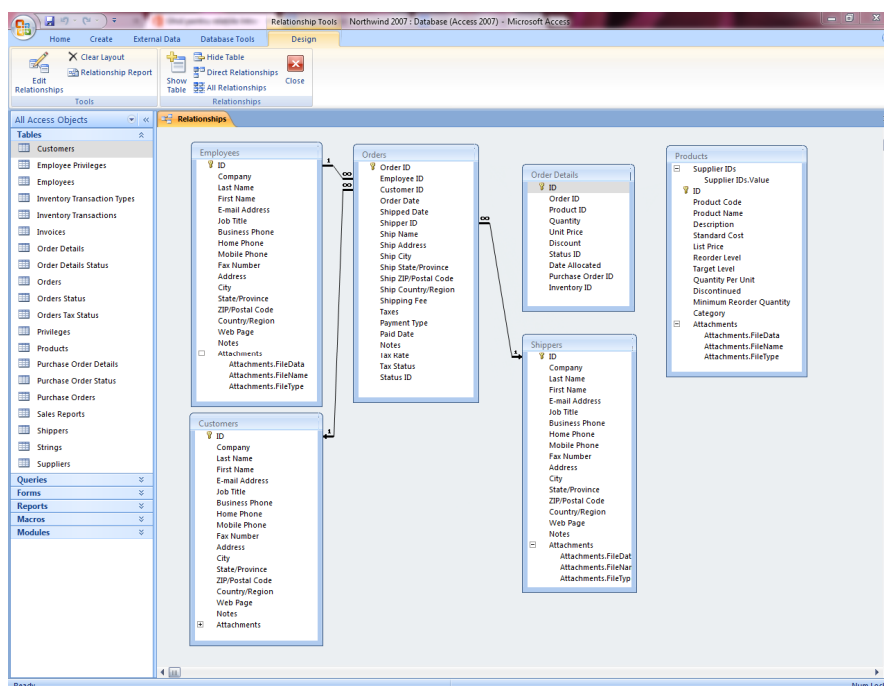 Relationship Tools
Northwind 2007 : Database (Access 2007) - Microsoft Access
Home
Create
External Data
Database Tools
Design
Edit Relationships
Clear Layout
Relationship Report
Tools
Show Table
Hide Table
Direct Relationships
All Relationships
Close
Relationships
All Access Objects
Tables
Customers
Employee Privileges
Employees
Inventory Transaction Types
Inventory Transactions
Invoices
Order Details
Order Details Status
Orders
Orders Status
Orders Tax Status
Privileges
Products
Purchase Order Details
Purchase Order Status
Purchase Orders
Sales Reports
Shippers
Strings
Suppliers
Queries
Forms
Reports
Macros
Modules
Relationships
Employees
ID
Company
Last Name
First Name
E-mail Address
Job Title
Business Phone
Home Phone
Mobile Phone
Fax Number
Address
City
State/Province
ZIP/Postal Code
Country/Region
Web Page
Notes
Attachments
Attachments.FileData
Attachments.FileName
Attachments.FileType
1
∞
∞
Customers
ID
Company
Last Name
First Name
E-mail Address
Job Title
Business Phone
Home Phone
Mobile Phone
Fax Number
Address
City
State/Province
ZIP/Postal Code
Country/Region
Web Page
Notes
Attachments
1
Orders
Order ID
Employee ID
Customer ID
Order Date
Shipped Date
Shipper ID
Ship Name
Ship Address
Ship City
Ship State/Province
Ship ZIP/Postal Code
Ship Country/Region
Shipping Fee
Taxes
Payment Type
Paid Date
Notes
Tax Rate
Tax Status
Status ID
∞
1
Order Details
ID
Order ID
Product ID
Quantity
Unit Price
Discount
Status ID
Date Allocated
Purchase Order ID
Inventory ID
Shippers
ID
Company
Last Name
First Name
E-mail Address
Job Title
Business Phone
Home Phone
Mobile Phone
Fax Number
Address
City
State/Province
ZIP/Postal Code
Country/Region
Web Page
Notes
Attachments
Attachments.FileDat
Attachments.FileNar
Attachments.FileTyp
Products
Supplier IDs
Supplier IDs.Value
ID
Product Code
Product Name
Description
Standard Cost
List Price
Reorder Level
Target Level
Quantity Per Unit
Discontinued
Minimum Reorder Quantity
Category
Attachments
Attachments.FileData
Attachments.FileName
Attachments.FileType
Ready
Num Lock